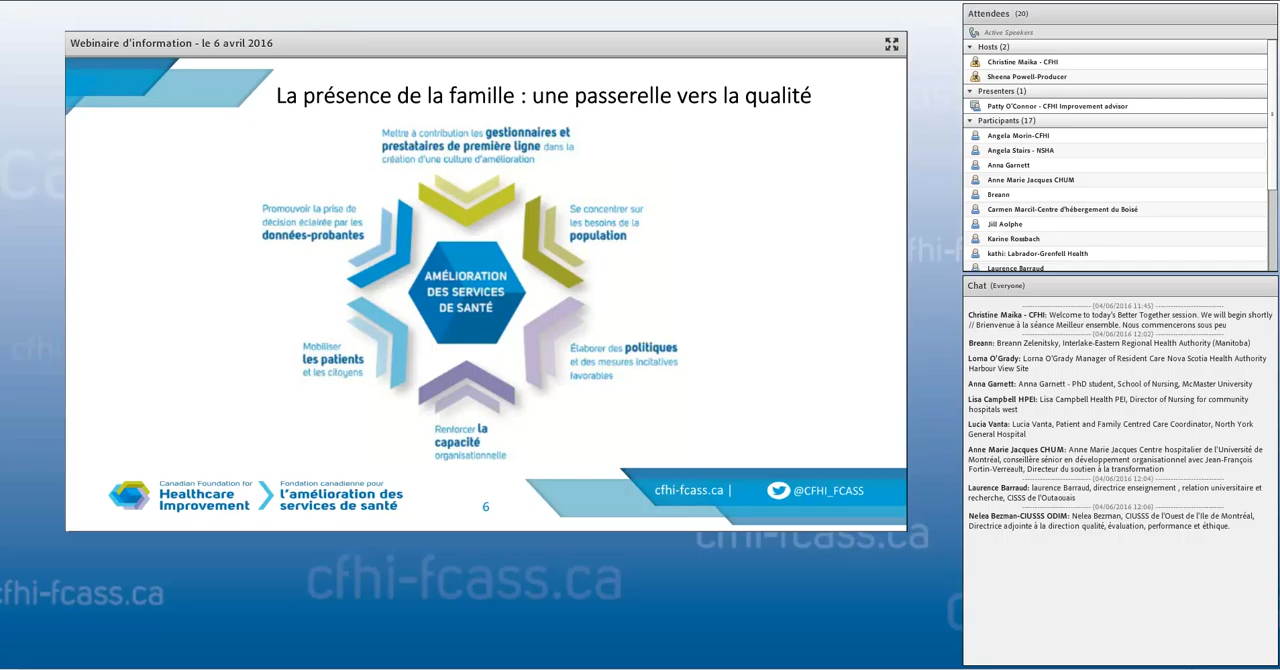 Webinaire d'information - le 6 avril 2016
La présence de la famille : une passerelle vers la qualité
Mettre à contribution les gestionnaires et
prestataires de première ligne dans la
création d'une culture d'amélioration
Promouvoir la prise de
décision éclairée par les
données-probantes
Se concentrer sur
les besoins de la
population
AMÉLIORATION
DES SERVICES
DE SANTÉ
Mobiliser
les patients
et les citoyens
Élaborer des politiques
et des mesures incitatives
favorables
Renforcer la
capacité
organisationnelle
Canadian Foundation for
Healthcare
Improvement
Fondation canadienne pour
l'amélioration des
services de santé
6
cfhi-fcass.ca |
@CFHI_FCASS
cfhi-fcass.ca
cfhi-fcass.ca
cfhi-fcass.ca
Attendees (20)
Active Speakers
Hosts (2)
Christine Maika - CFHI
Sheena Powell-Producer
Presenters (1)
Patty O'Connor - CFHI Improvement advisor
Participants (17)
Angela Morin-CFHI
Angela Stairs - NSHA
Anna Garnett
Anne Marie Jacques CHUM
Breann
Carmen Marcil-Centre d'hébergement du Boisé
Jill Aolphe
Karine Rossbach
kathi: Labrador-Grenfell Health
Laurence Barraud
Chat (Everyone)
(04/06/2016 11:45)
Christine Maika - CFHI: Welcome to today's Better Together session. We will begin shortly
// Brienvenue à la séance Meilleur ensemble. Nous commencerons sous peu
(04/06/2016 12:02)
Breann: Breann Zelenitsky, Interlake-Eastern Regional Health Authority (Manitoba)
Lorna O'Grady: Lorna O'Grady Manager of Resident Care Nova Scotia Health Authority
Harbour View Site
Anna Garnett: Anna Garnett - PhD student, School of Nursing, McMaster University
Lisa Campbell HPEI: Lisa Campbell Health PEI, Director of Nursing for community
hospitals west
Lucia Vanta: Lucia Vanta, Patient and Family Centred Care Coordinator, North York
General Hospital
Anne Marie Jacques CHUM: Anne Marie Jacques Centre hospitalier de l'Université de
Montréal, conseillère sénior en développement organisationnel avec Jean-François
Fortin-Verreault, Directeur du soutien à la transformation
(04/06/2016 12:04)
Laurence Barraud: laurence Barraud, directrice enseignement , relation universitaire et
recherche, CISSS de l'Outaouais
(04/06/2016 12:06)
Nelea Bezman-CIUSSS ODIM: Nelea Bezman, CIUSSS de l'Ouest de l'Ile de Montréal,
Directrice adjointe à la direction qualité, évaluation, performance et éthique.